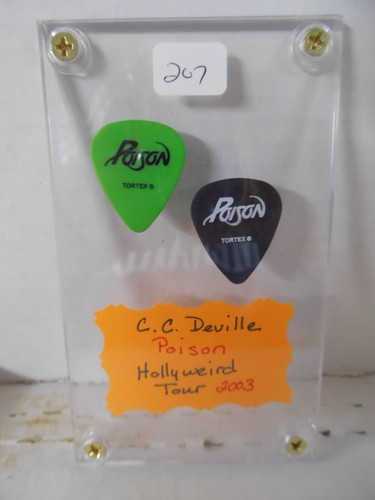 207
POISON
TORTEX ®
POISON
TORTEX ®
C.C. Deville
Poison
Hollyweird
Tour 2003